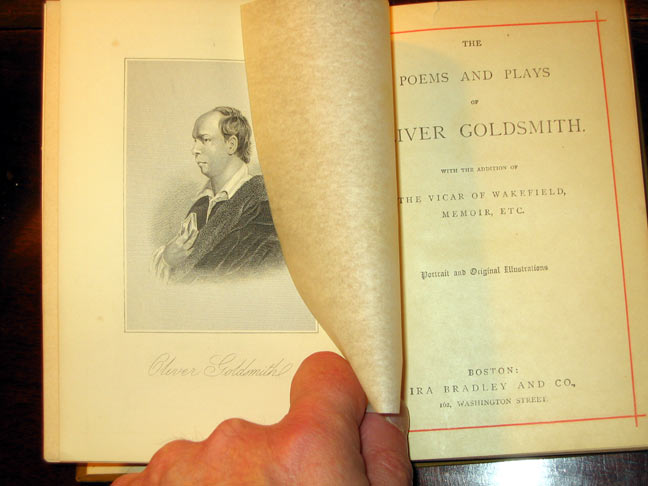 Oliver Goldsmith
THE
POEMS AND PLAYS
OF
IVER GOLDSMITH.
WITH THE ADDITION OF
THE VICAR OF WAKEFIELD,
MEMOIR, ETC.
Portrait and Original Illustrations
BOSTON:
IRA BRADLEY AND CO.,
162, WASHINGTON STREET.